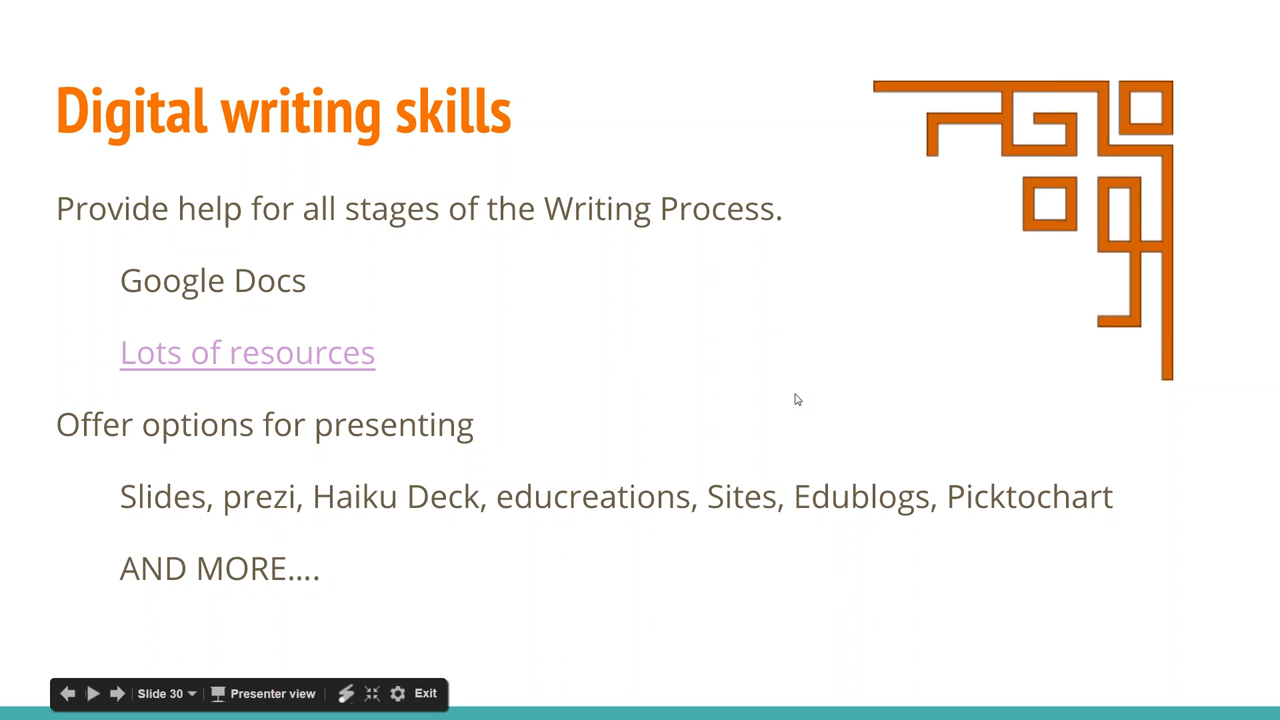 Digital writing skills
Provide help for all stages of the Writing Process.
Google Docs
Lots of resources
Offer options for presenting
Slides, prezi, Haiku Deck, educreations, Sites, Edublogs, Picktochart
AND MORE....
Slide 30 Presenter view Exit